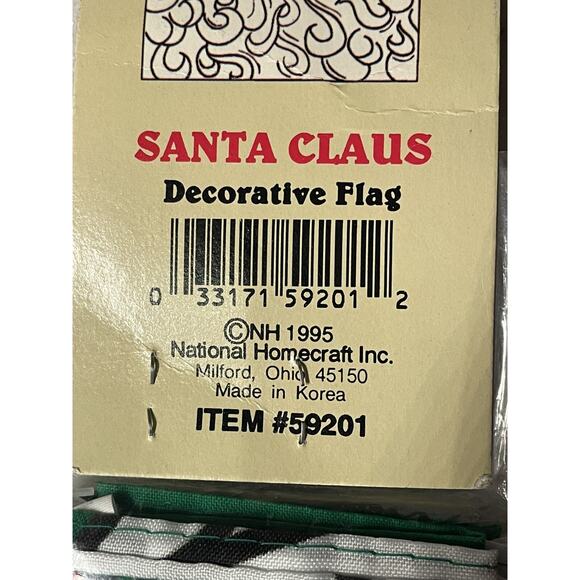 SANTA CLAUS
Decorative Flag
0 33171 59201 2
©NH 1995
National Homecraft Inc.
Milford, Ohio 45150
Made in Korea
ITEM #59201